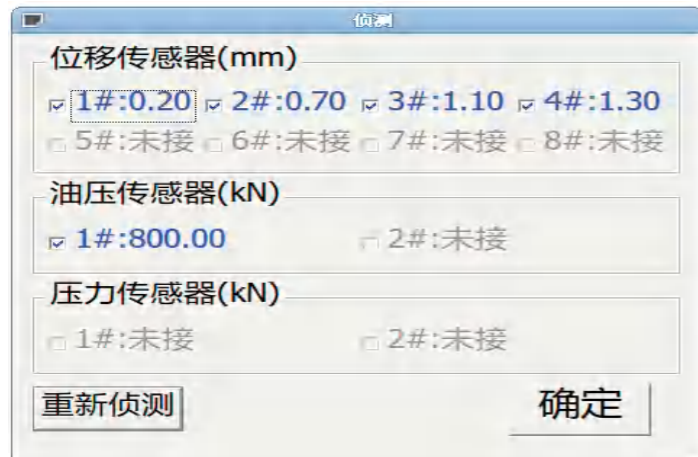 侦测
位移传感器(mm)
1#:0.20 2#:0.70 3#:1.10 4#:1.30
5#:未接 6#:未接 7#:未接 8#:未接
油压传感器(kN)
1#:800.00 2#:未接
压力传感器(kN)
1#:未接 2#:未接
重新侦测 确定